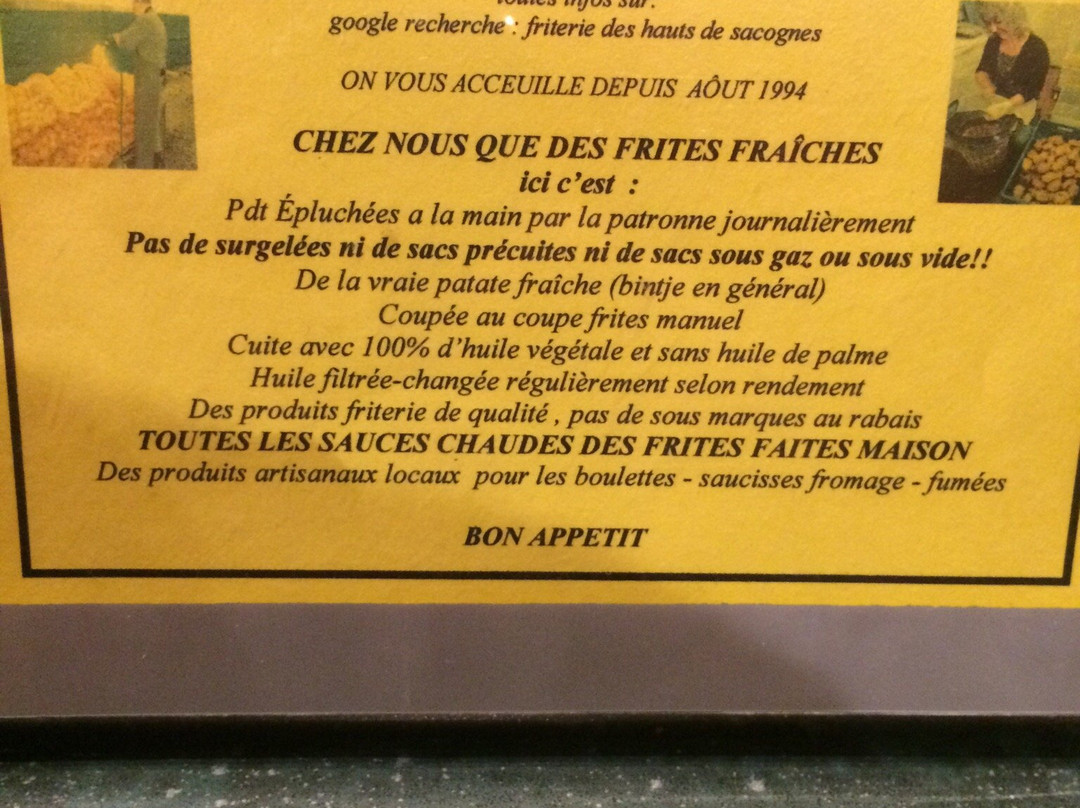 toutes infos sur:
google recherche : friterie des hauts de sacognes
ON VOUS ACCEUILLE DEPUIS AÔUT 1994
CHEZ NOUS QUE DES FRITES FRAÎCHES
ici c'est :
Pdt Épluchées a la main par la patronne journalièrement
Pas de surgelées ni de sacs précuites ni de sacs sous gaz ou sous vide!!
De la vraie patate fraîche (bintje en général)
Coupée au coupe frites manuel
Cuite avec 100% d'huile végétale et sans huile de palme
Huile filtrée-changée régulièrement selon rendement
Des produits friterie de qualité , pas de sous marques au rabais
TOUTES LES SAUCES CHAUDES DES FRITES FAITES MAISON
Des produits artisanaux locaux pour les boulettes - saucisses fromage - fumées
BON APPETIT